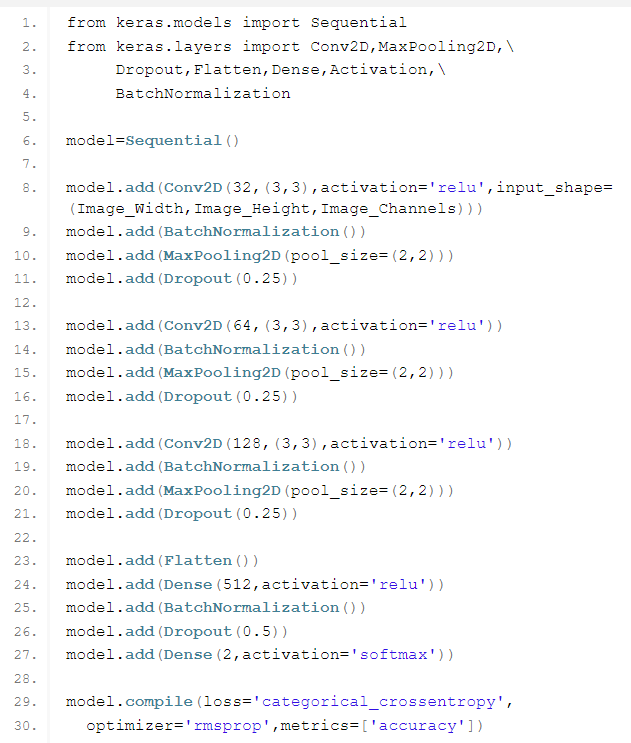 1. from keras.models import Sequential
2. from keras.layers import Conv2D,MaxPooling2D,\
3.      Dropout,Flatten,Dense,Activation,\
4.      BatchNormalization
5.
6. model=Sequential()
7.
8. model.add(Conv2D(32,(3,3),activation='relu',input_shape=
(Image_Width,Image_Height,Image_Channels)))
9. model.add(BatchNormalization())
10. model.add(MaxPooling2D(pool_size=(2,2)))
11. model.add(Dropout(0.25))
12.
13. model.add(Conv2D(64,(3,3),activation='relu'))
14. model.add(BatchNormalization())
15. model.add(MaxPooling2D(pool_size=(2,2)))
16. model.add(Dropout(0.25))
17.
18. model.add(Conv2D(128,(3,3),activation='relu'))
19. model.add(BatchNormalization())
20. model.add(MaxPooling2D(pool_size=(2,2)))
21. model.add(Dropout(0.25))
22.
23. model.add(Flatten())
24. model.add(Dense(512,activation='relu'))
25. model.add(BatchNormalization())
26. model.add(Dropout(0.5))
27. model.add(Dense(2,activation='softmax'))
28.
29. model.compile(loss='categorical_crossentropy',
30.   optimizer='rmsprop',metrics=['accuracy'])